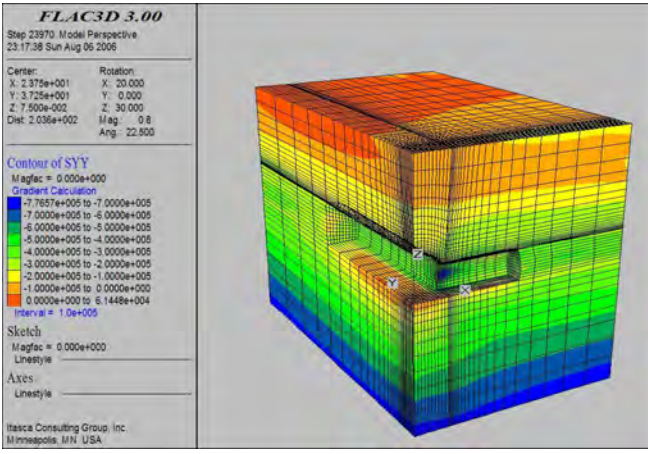 FLAC3D 3.00
Step 23970 Model Perspective
23:17:38 Sun Aug 06 2006
Center: Rotation:
X: 2.375e+001 X: 20.000
Y: 3.725e+001 Y: 0.000
Z: 7.500e-002 Z: 30.000
Dist: 2.036e+002 Mag.: 0.8
Ang.: 22.500
Contour of SYY
Magfac = 0.000e+000
Gradient Calculation
-7.7657e+005 to -7.0000e+005
-7.0000e+005 to -6.0000e+005
-6.0000e+005 to -5.0000e+005
-5.0000e+005 to -4.0000e+005
-4.0000e+005 to -3.0000e+005
-3.0000e+005 to -2.0000e+005
-2.0000e+005 to -1.0000e+005
-1.0000e+005 to 0.0000e+000
0.0000e+000 to 6.1448e+004
Interval = 1.0e+005
Sketch
Magfac = 0.000e+000
Linestyle
Axes
Linestyle
Itasca Consulting Group, Inc.
Minneapolis, MN USA
Z
Y
X